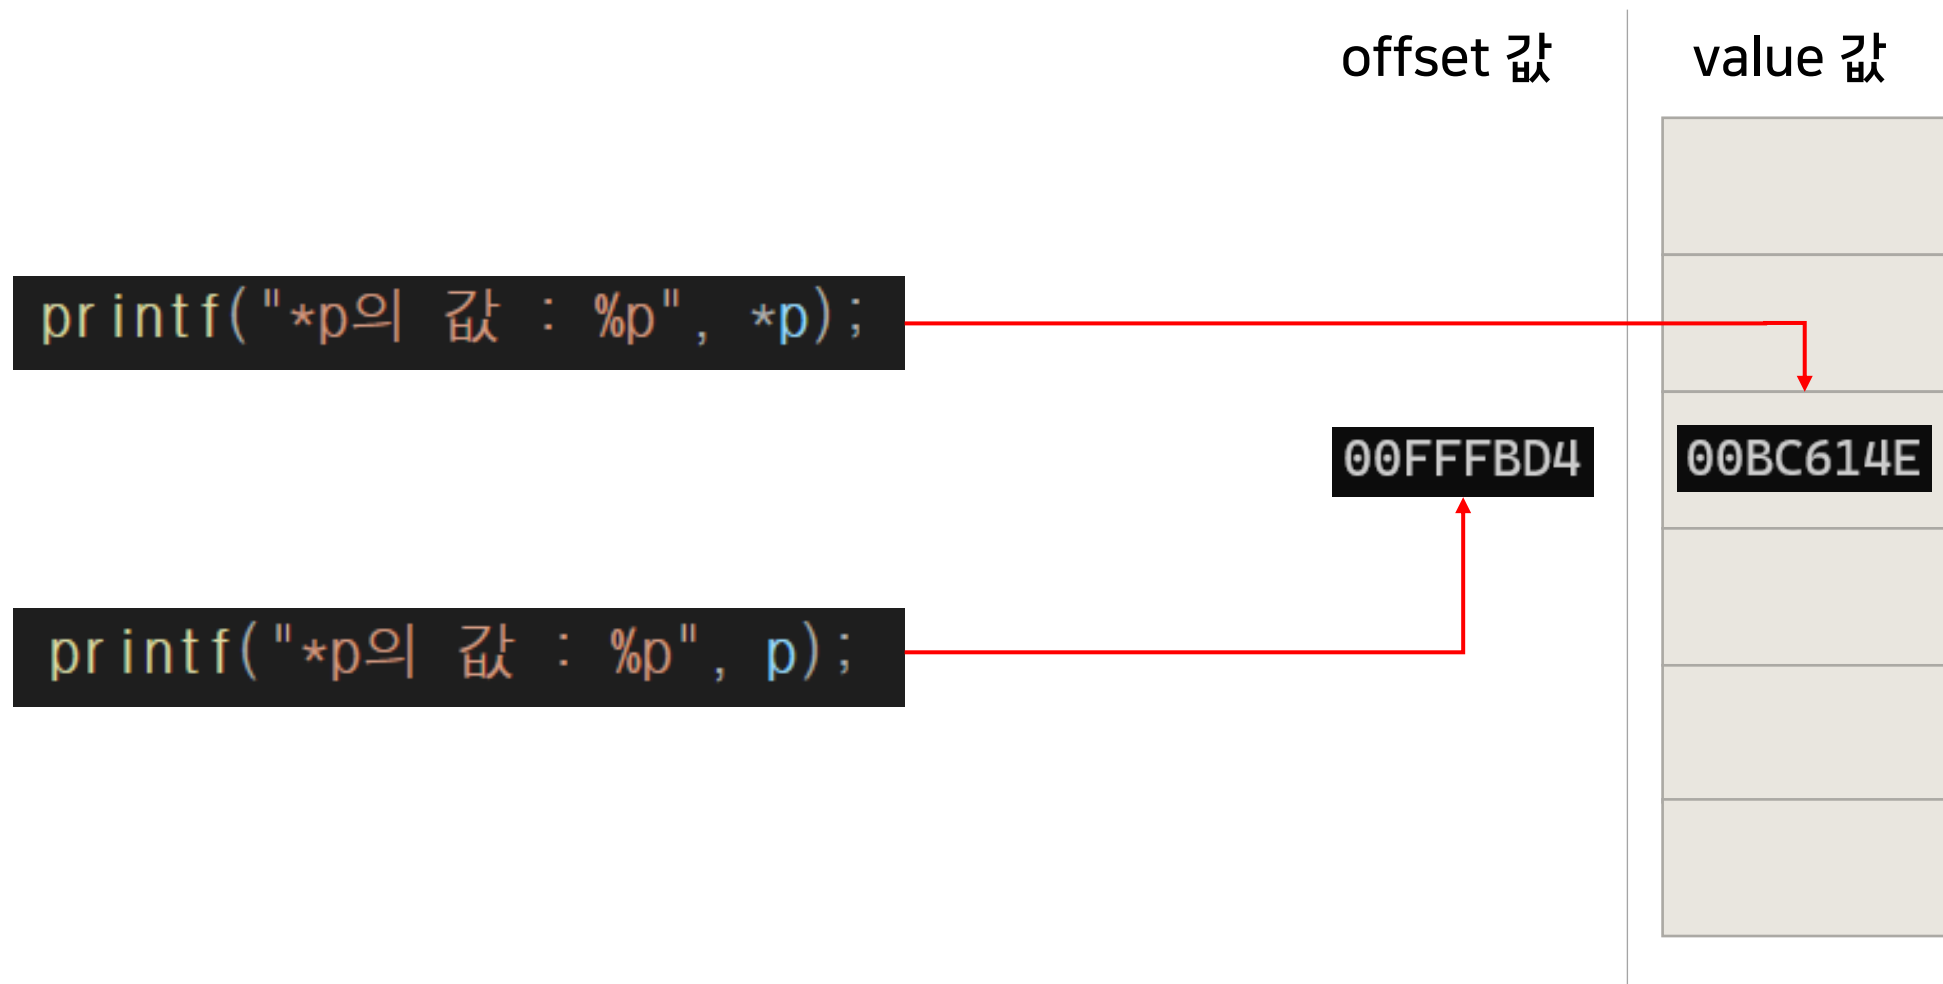 offset 값
value 값
printf("*p의 값 : %p", *p);
00FFFBD4
00BC614E
printf("*p의 값 : %p", p);